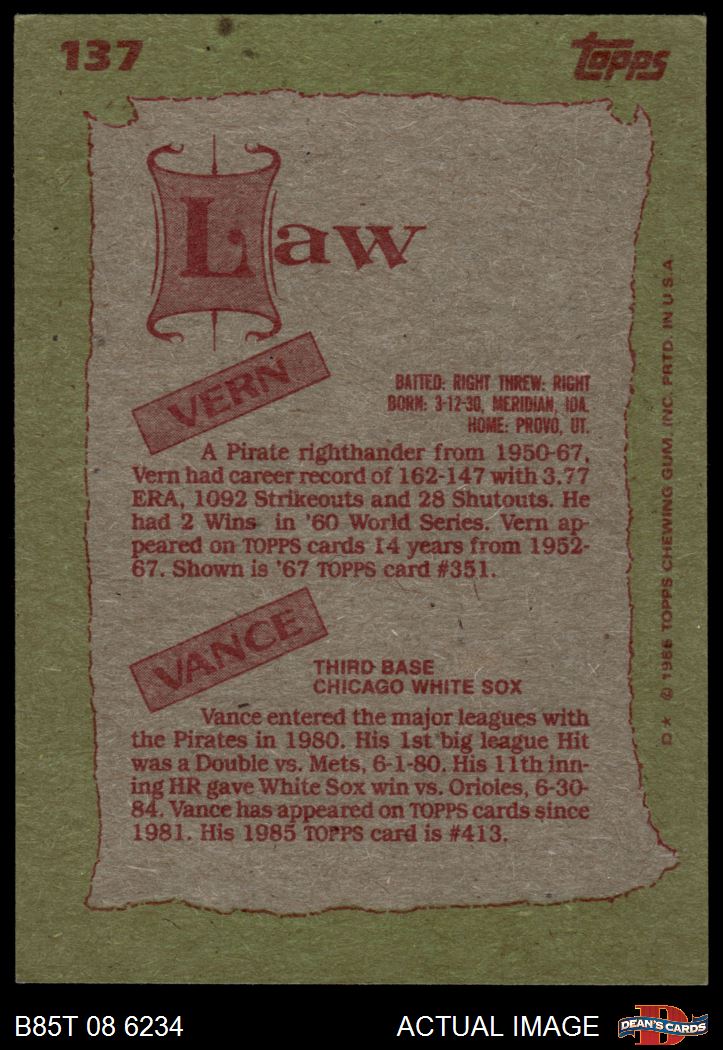 137
topps
Law
VERN
BATTED: RIGHT THREW: RIGHT
BORN: 3-12-30, MERIDIAN, IDA.
HOME: PROVO, UT.
A Pirate righthander from 1950-67,
Vern had career record of 162-147 with 3.77
ERA, 1092 Strikeouts and 28 Shutouts. He
had 2 Wins in '60 World Series. Vern ap-
peared on TOPPS cards 14 years from 1952-
67. Shown is '67 TOPPS card #351.
VANCE
THIRD BASE
CHICAGO WHITE SOX
Vance entered the major leagues with
the Pirates in 1980. His 1st big league Hit
was a Double vs. Mets, 6-1-80. His 11th inn-
ing HR gave White Sox win vs. Orioles, 6-30-
84. Vance has appeared on TOPPS cards since
1981. His 1985 TOPPS card is #413.
D* © 1985 TOPPS CHEWING GUM, INC. PRTD. IN U.S.A
B85T 08 6234
ACTUAL IMAGE
D
DEAN'S CARDS